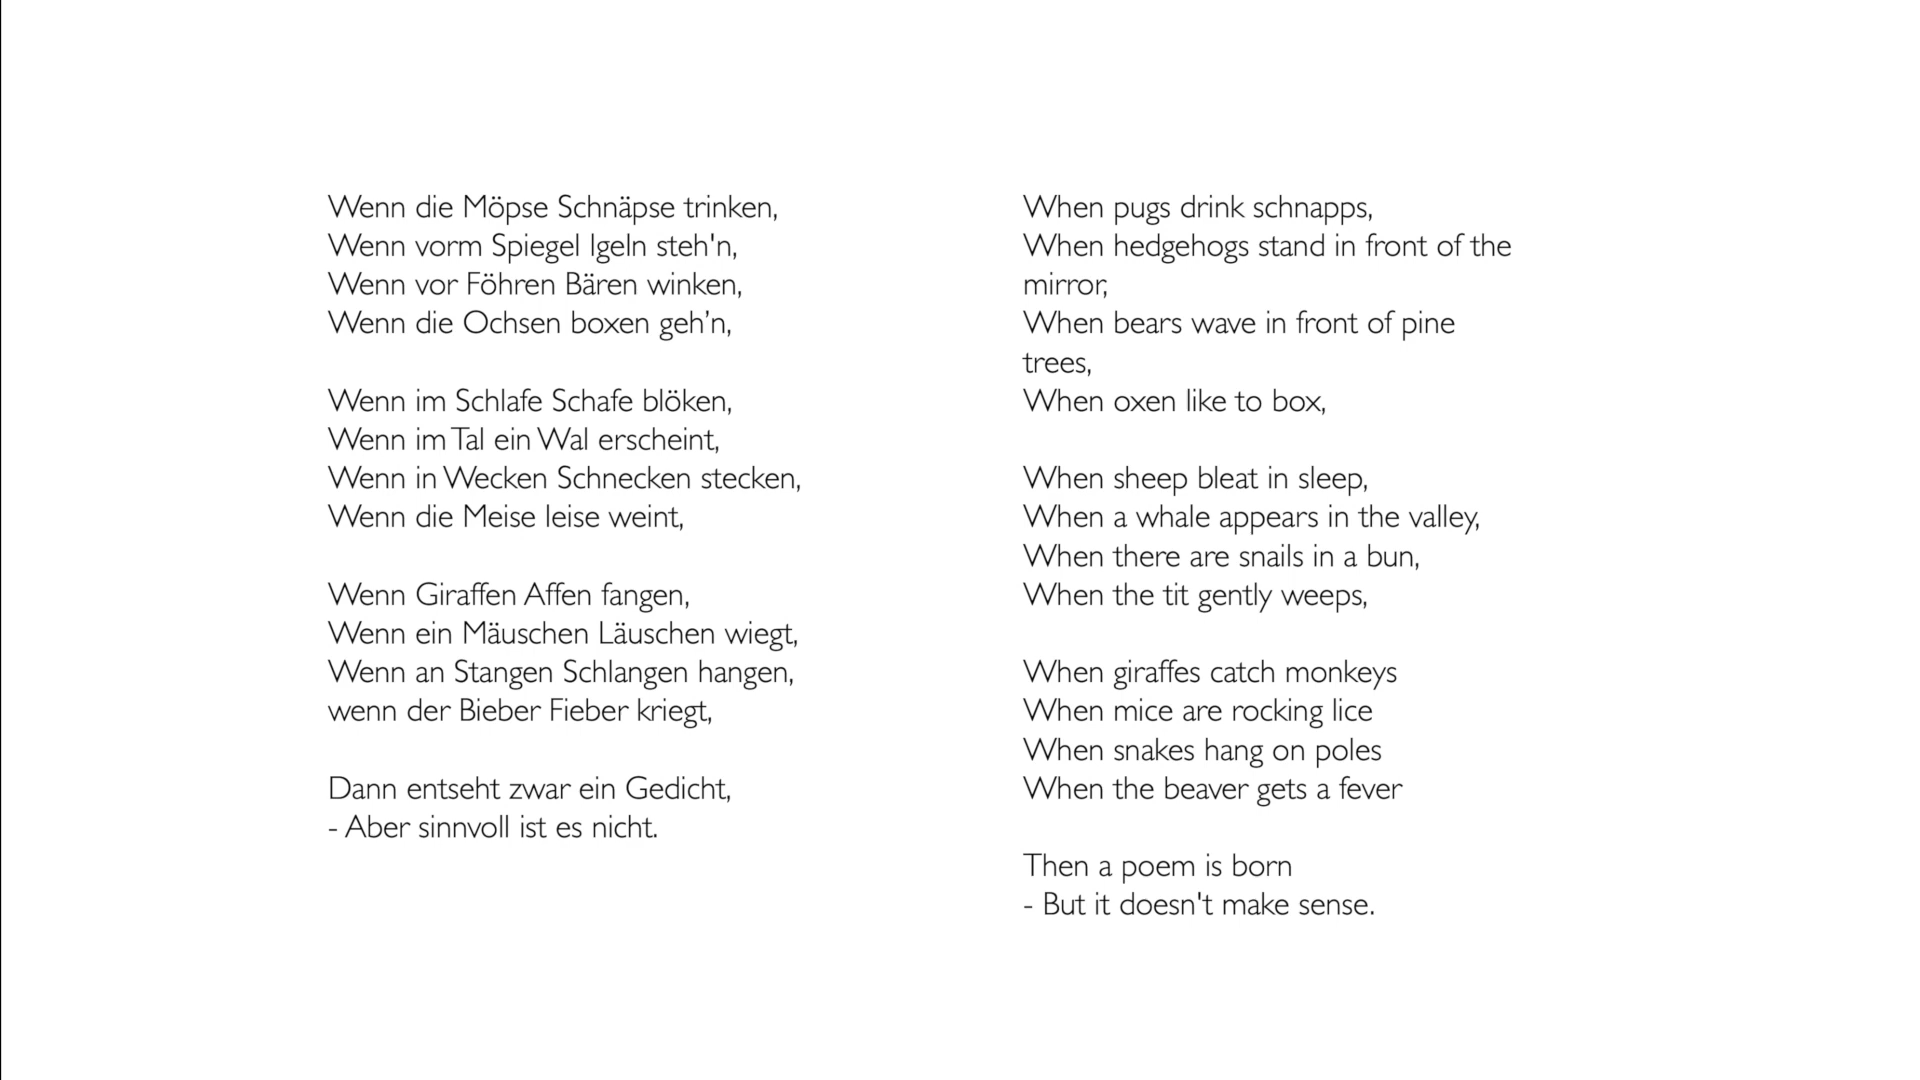 Wenn die Möpse Schnäpse trinken,
Wenn vorm Spiegel Igeln steh'n,
Wenn vor Föhren Bären winken,
Wenn die Ochsen boxen geh’n,
Wenn im Schlafe Schafe blöken,
Wenn im Tal ein Wal erscheint,
Wenn in Wecken Schnecken stecken,
Wenn die Meise leise weint,
Wenn Giraffen Affen fangen,
Wenn ein Mäuschen Läuschen wiegt,
Wenn an Stangen Schlangen hangen,
wenn der Bieber Fieber kriegt,
Dann entseht zwar ein Gedicht,
- Aber sinnvoll ist es nicht.
When pugs drink schnapps,
When hedgehogs stand in front of the
mirror,
When bears wave in front of pine
trees,
When oxen like to box,
When sheep bleat in sleep,
When a whale appears in the valley,
When there are snails in a bun,
When the tit gently weeps,
When giraffes catch monkeys
When mice are rocking lice
When snakes hang on poles
When the beaver gets a fever
Then a poem is born
- But it doesn't make sense.